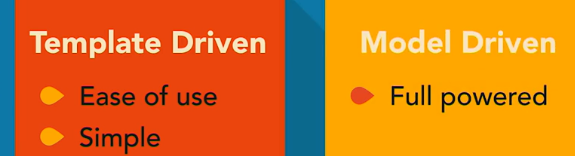 Template Driven
Ease of use
Simple
Model Driven
Full powered